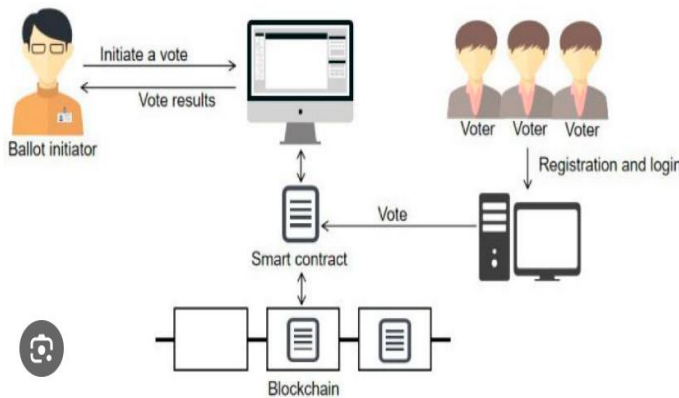 Initiate a vote
Vote results
Ballot initiator
Voter Voter Voter
Registration and login
Vote
Smart contract
Blockchain